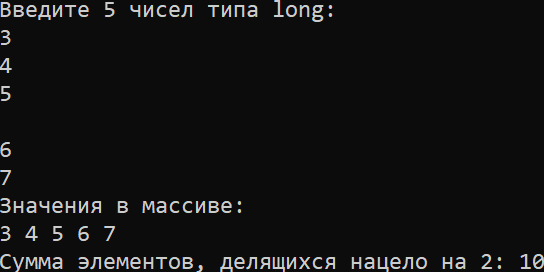 Введите 5 чисел типа long:
3
4
5
6
7
Значения в массиве:
3 4 5 6 7
Сумма элементов, делящихся нацело на 2: 10